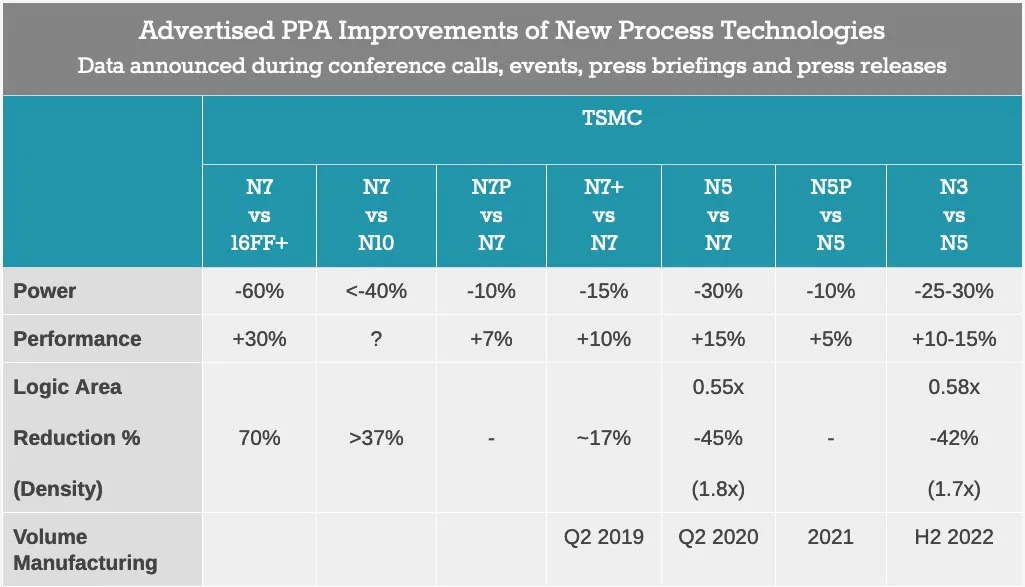 Advertised PPA Improvements of New Process Technologies
Data announced during conference calls, events, press briefings and press releases
TSMC
N7 vs 16FF+
N7 vs N10
N7P vs N7
N7+ vs N7
N5 vs N7
N5P vs N5
N3 vs N5
Power -60% <-40% -10% -15% -30% -10% -25-30%
Performance +30% ? +7% +10% +15% +5% +10-15%
Logic Area 0.55x 0.58x
Reduction % 70% >37% - ~17% -45% - -42%
(Density) (1.8x) (1.7x)
Volume Manufacturing Q2 2019 Q2 2020 2021 H2 2022